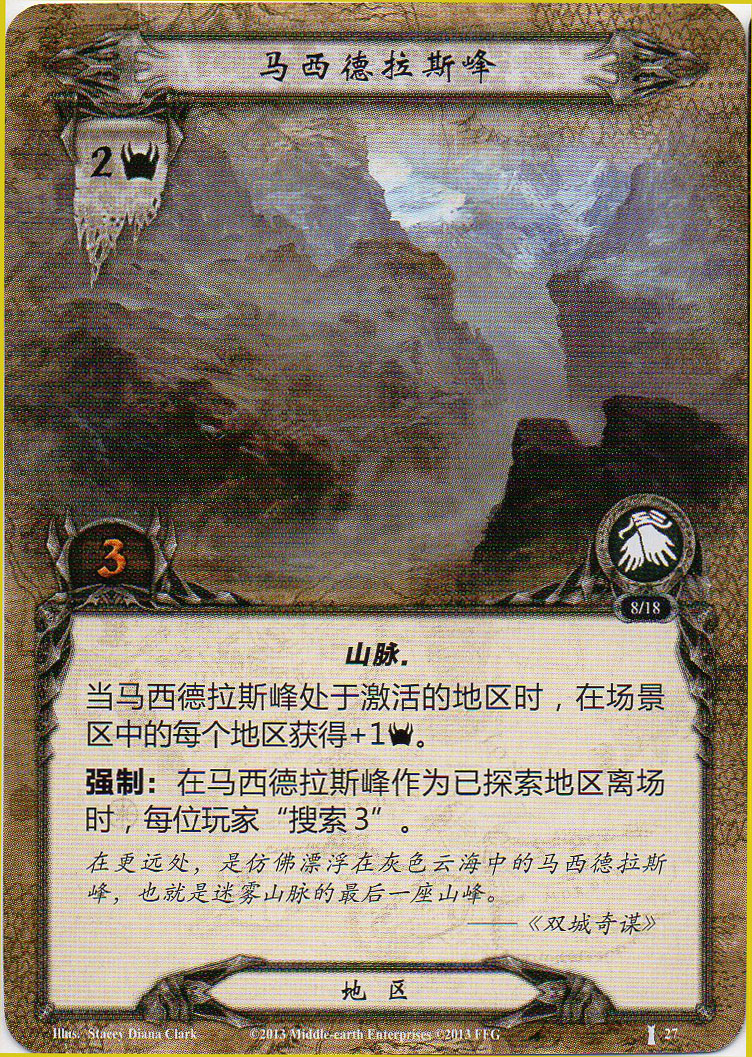 马西德拉斯峰
2
3
8/18
山脉.
当马西德拉斯峰处于激活的地区时，在场景
区中的每个地区获得+1。
强制：在马西德拉斯峰作为已探索地区离场
时，每位玩家“搜索3”。
在更远处，是仿佛漂浮在灰色云海中的马西德拉斯
峰，也就是迷雾山脉的最后一座山峰。
——《双城奇谋》
地 区
Illus. Stacey Diana Clark ©2013 Middle-earth Enterprises ©2013 FFG 27